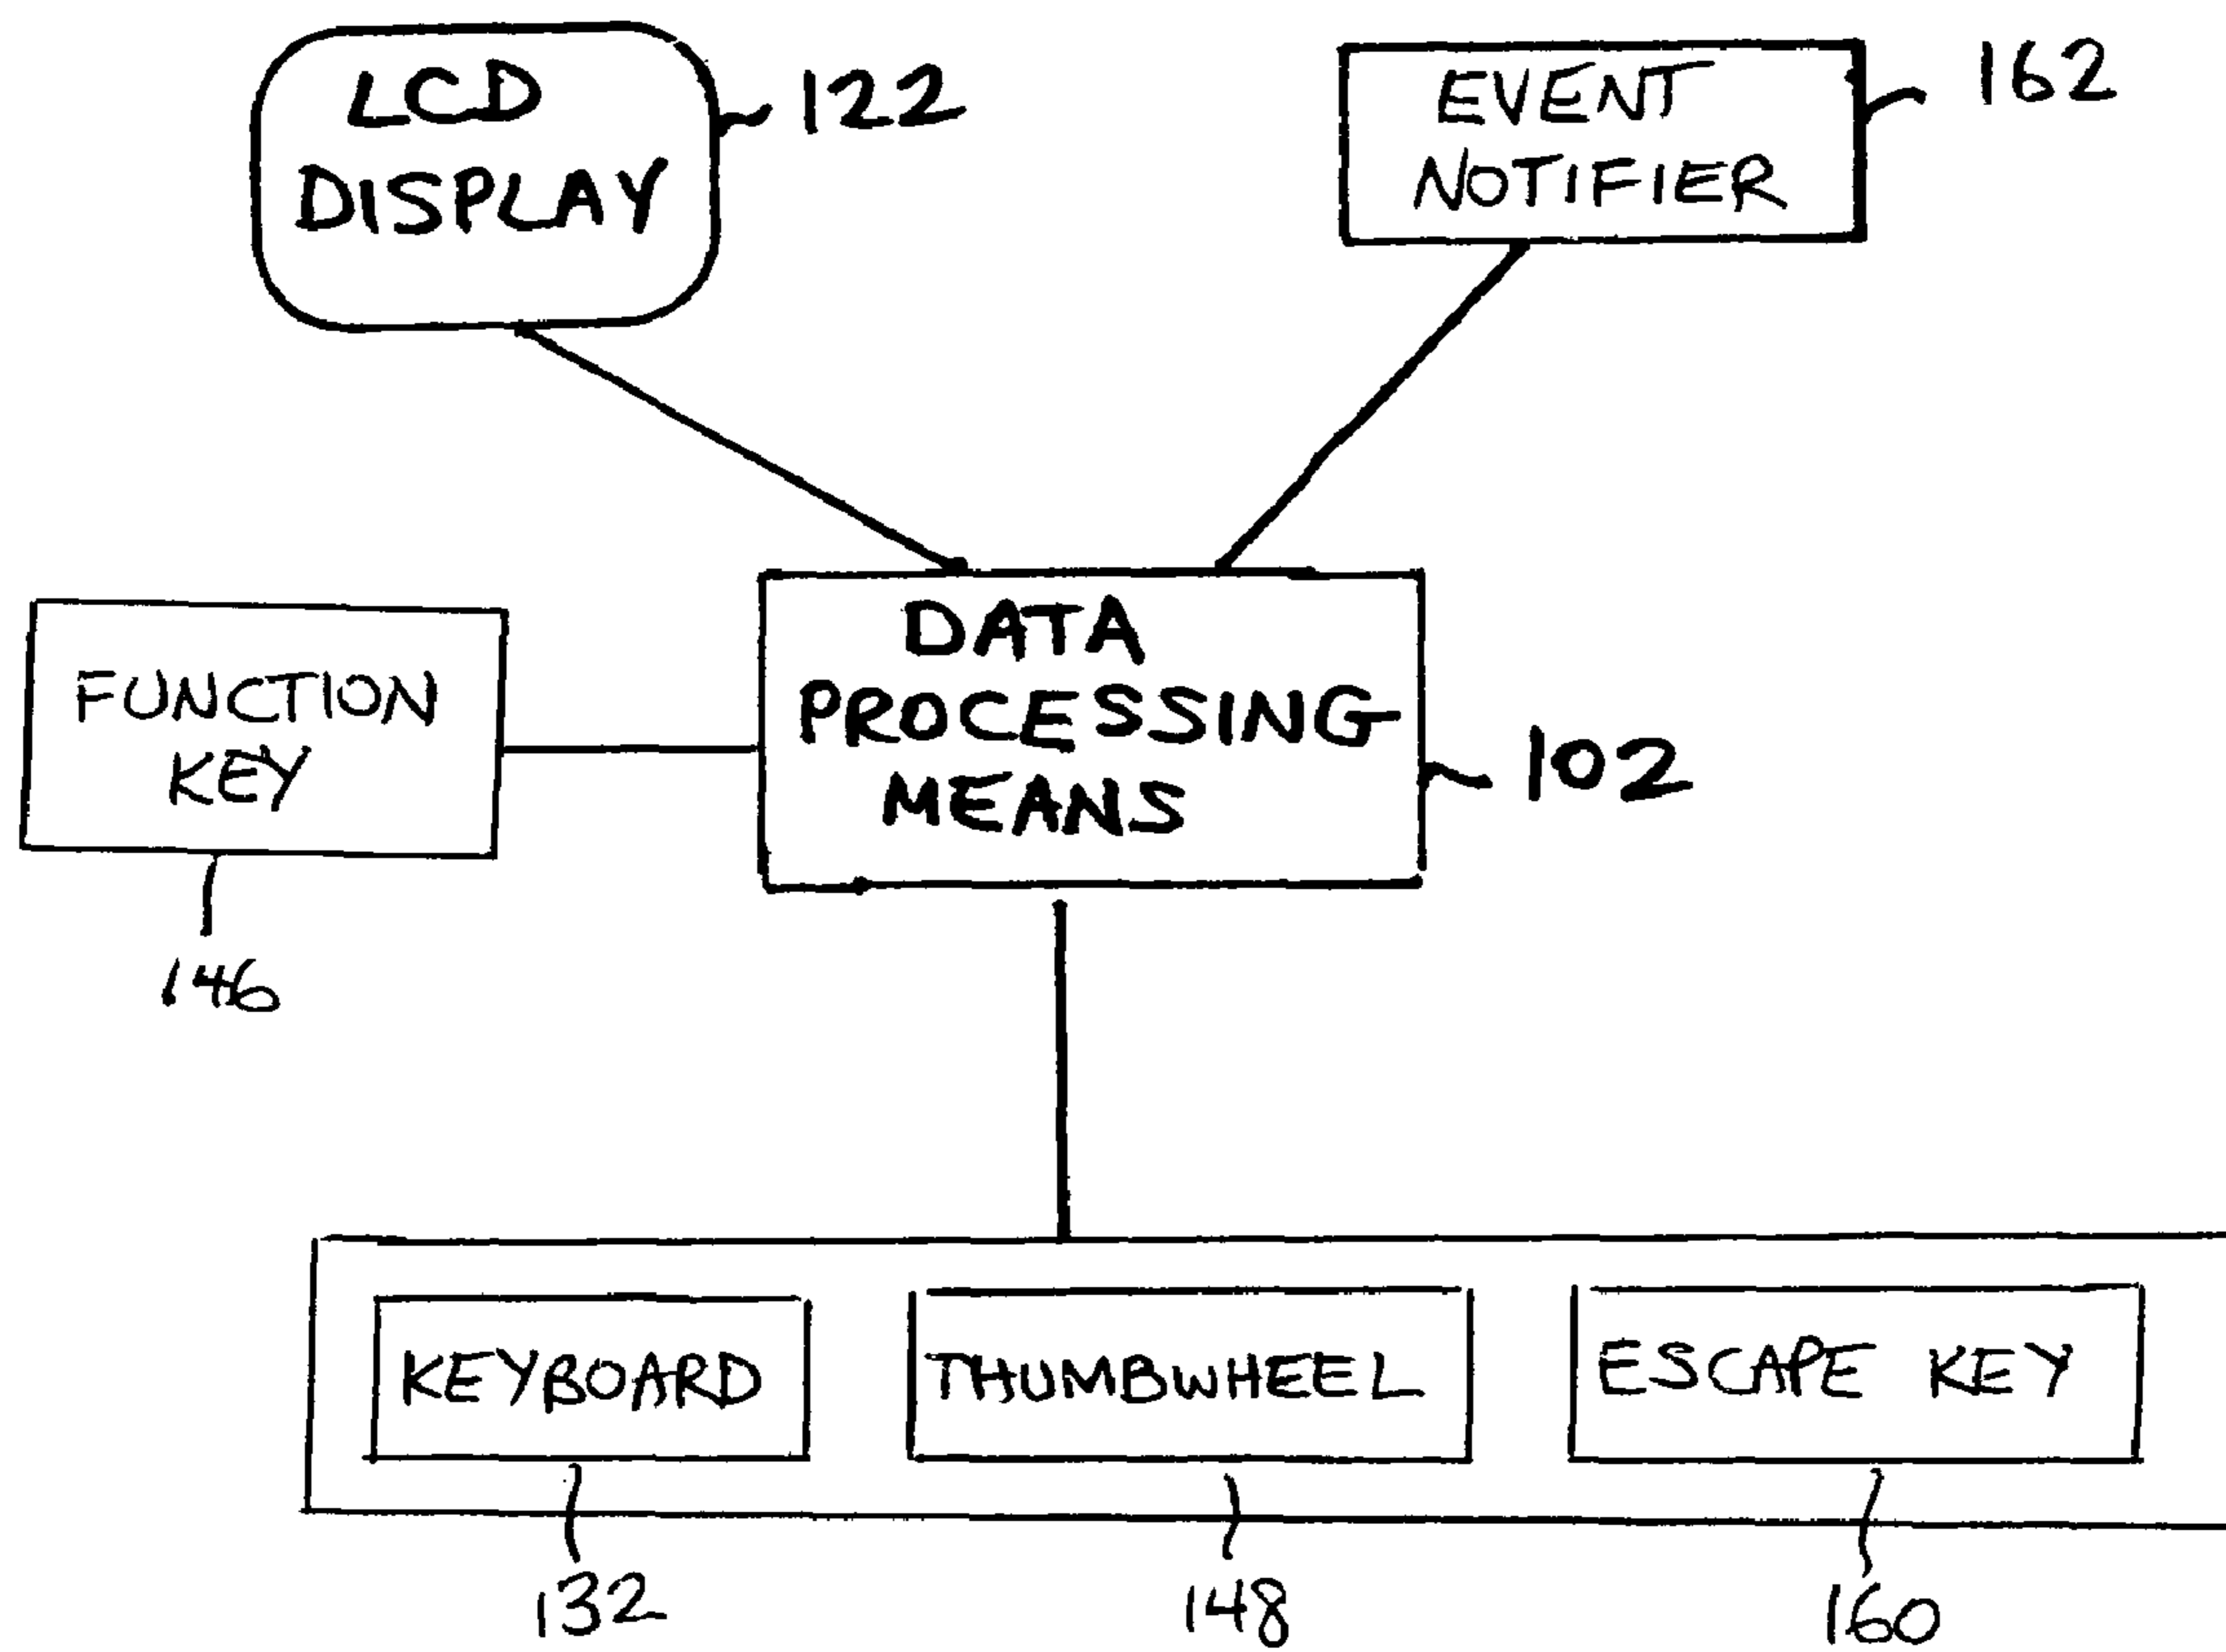 LCD
DISPLAY
122
EVENT
NOTIFIER
162
FUNCTION
KEY
146
DATA
PROCESSING
MEANS
102
KEYBOARD
THUMBWHEEL
ESCAPE KEY
132
148
160